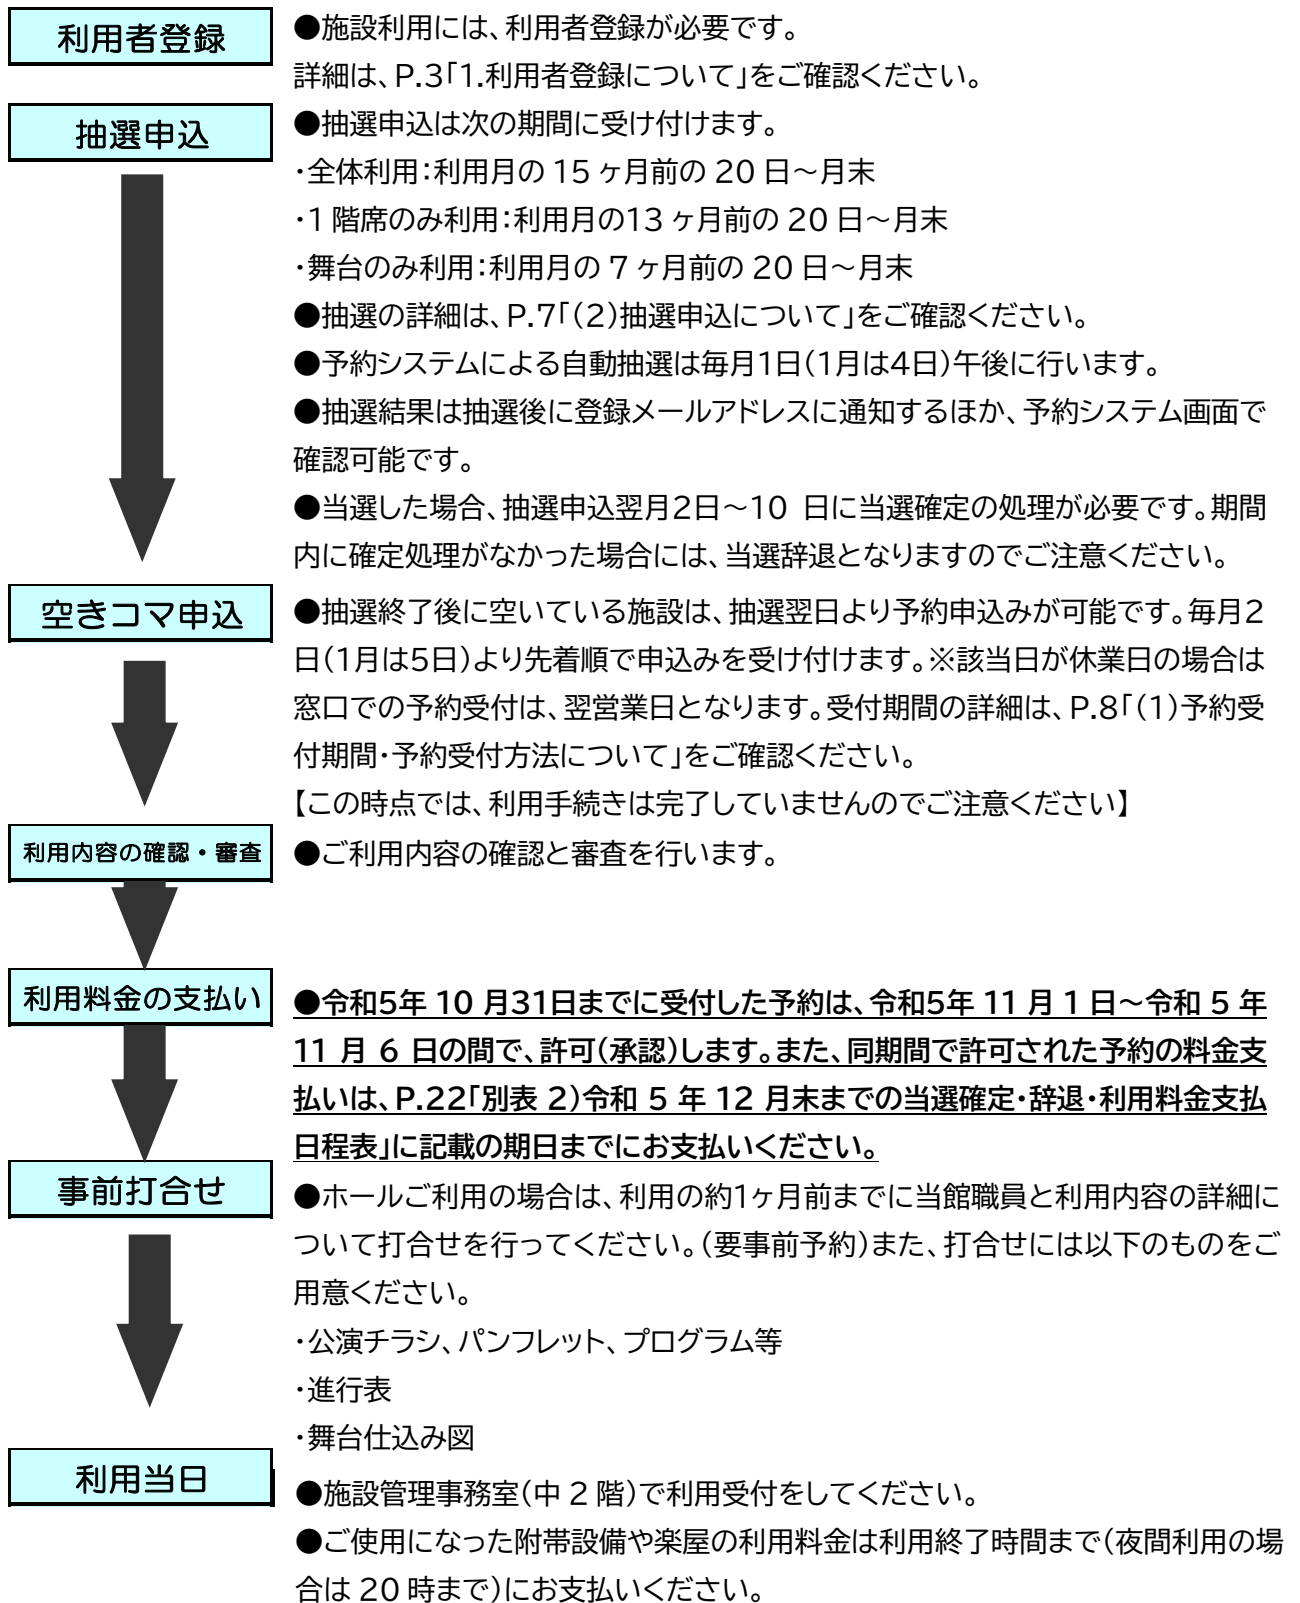 利用者登録
●施設利用には、利用者登録が必要です。
詳細は、P.3「1.利用者登録について」をご確認ください。
抽選申込
●抽選申込は次の期間に受け付けます。
・全体利用：利用月の 15 ヶ月前の 20 日～月末
・1 階席のみ利用：利用月の13 ヶ月前の 20 日～月末
・舞台のみ利用：利用月の 7 ヶ月前の 20 日～月末
●抽選の詳細は、P.7「(2)抽選申込について」をご確認ください。
●予約システムによる自動抽選は毎月1日(1月は4日)午後に行います。
●抽選結果は抽選後に登録メールアドレスに通知するほか、予約システム画面で
確認可能です。
●当選した場合、抽選申込翌月2日～10 日に当選確定の処理が必要です。期間
内に確定処理がなかった場合には、当選辞退となりますのでご注意ください。
空きコマ申込
●抽選終了後に空いている施設は、抽選翌日より予約申込みが可能です。毎月2
日(1月は5日)より先着順で申込みを受け付けます。※該当日が休業日の場合は
窓口での予約受付は、翌営業日となります。受付期間の詳細は、P.8「(1)予約受
付期間・予約受付方法について」をご確認ください。
【この時点では、利用手続きは完了していませんのでご注意ください】
利用内容の確認・審査
●ご利用内容の確認と審査を行います。
利用料金の支払い
●令和5年 10 月31日までに受付した予約は、令和5年 11 月 1 日～令和 5 年
11 月 6 日の間で、許可(承認)します。また、同期間で許可された予約の料金支
払いは、P.22「別表 2)令和 5 年 12 月末までの当選確定・辞退・利用料金支払
日程表」に記載の期日までにお支払いください。
事前打合せ
●ホールご利用の場合は、利用の約1ヶ月前までに当館職員と利用内容の詳細に
ついて打合せを行ってください。(要事前予約)また、打合せには以下のものをご
用意ください。
・公演チラシ、パンフレット、プログラム等
・進行表
・舞台仕込み図
利用当日
●施設管理事務室(中 2 階)で利用受付をしてください。
●ご使用になった附帯設備や楽屋の利用料金は利用終了時間まで(夜間利用の場
合は 20 時まで)にお支払いください。